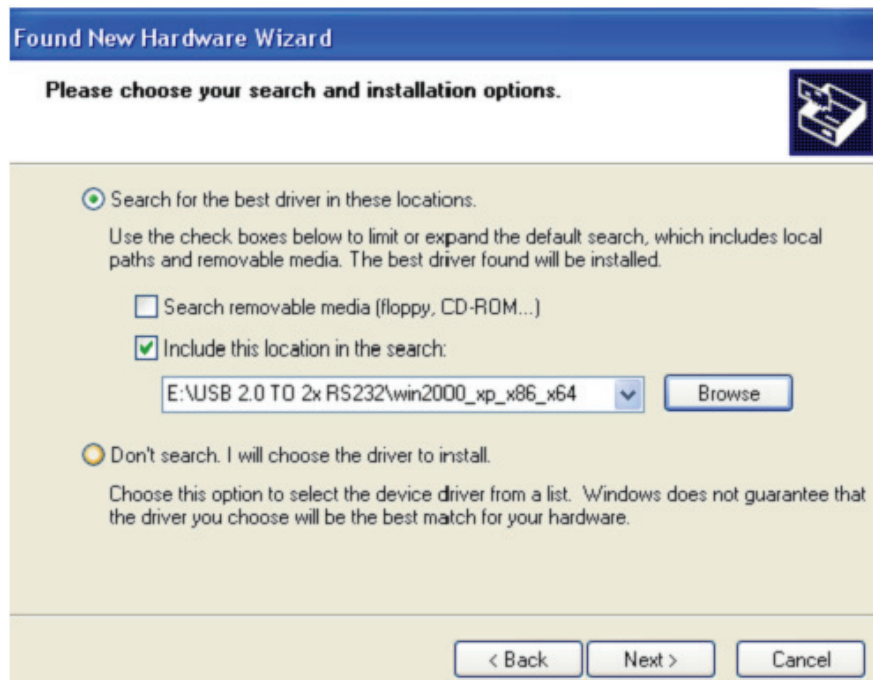 Found New Hardware Wizard
Please choose your search and installation options.
Search for the best driver in these locations.
Use the check boxes below to limit or expand the default search, which includes local
paths and removable media. The best driver found will be installed.
Search removable media (floppy, CD-ROM...)
Include this location in the search:
E:\USB 2.0 TO 2x RS232\win2000_xp_x86_x64
Browse
Don't search. I will choose the driver to install.
Choose this option to select the device driver from a list. Windows does not guarantee that
the driver you choose will be the best match for your hardware.
< Back Next > Cancel